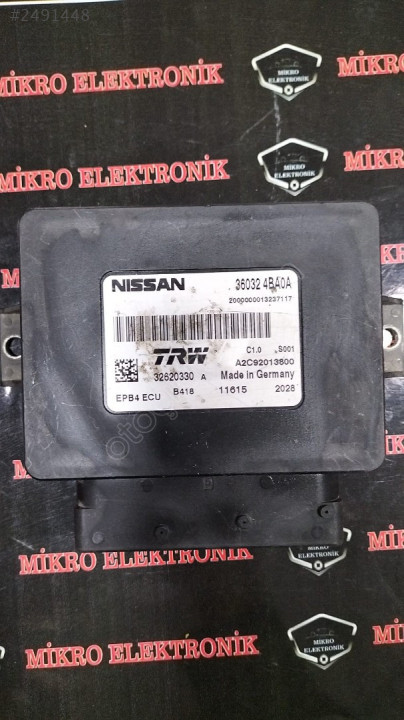 #2491448
MİKRO ELEKTRONİK
MİKRO ELEKTRONİK
MİKRO
ELEKTRONİK
NISSAN 36032 4BA0A
2000000013237117
C1.0 S001
TRW A2C92013800
32620330 A Made in Germany
EPB4 ECU B418 11615 2028
MİKRO ELEKTRONİK
MİKRO ELEKTRONİK
MİKRO
ELEKTRONİK